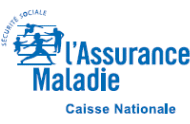 SÉCURITÉ SOCIALE
l'Assurance
Maladie
Caisse Nationale